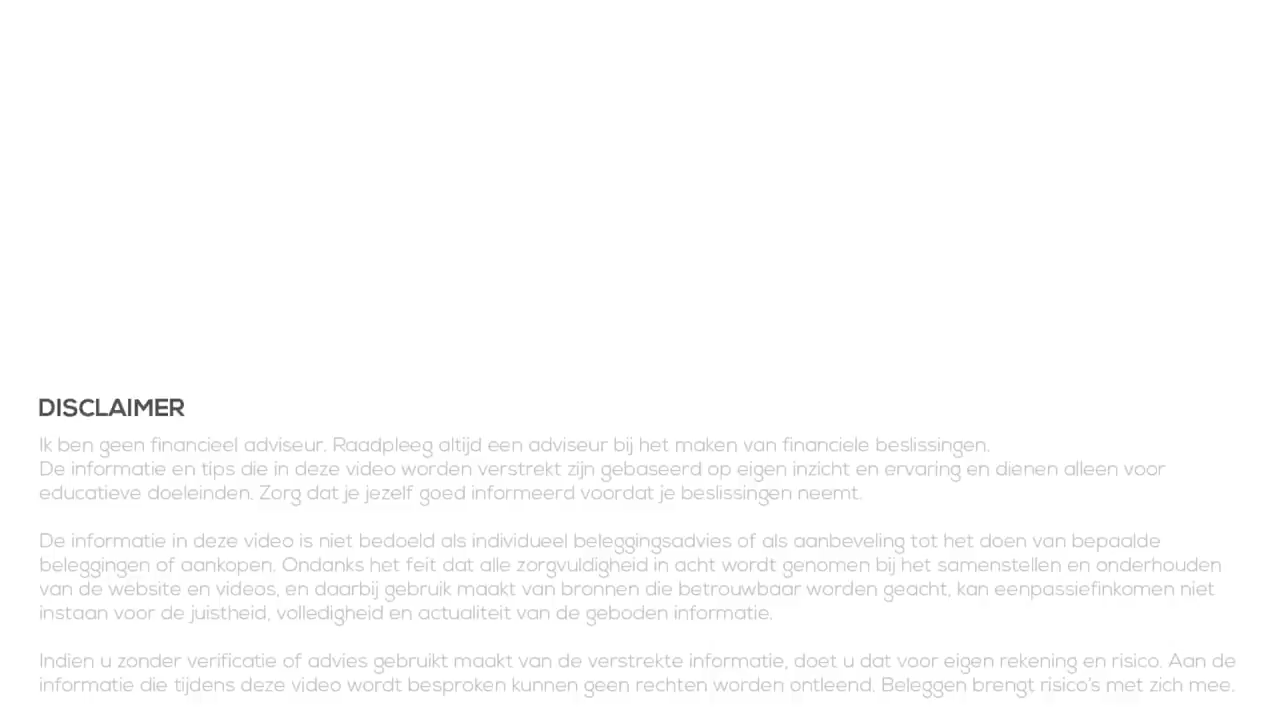 DISCLAIMER
Ik ben geen financieel adviseur. Raadpleeg altijd een adviseur bij het maken van financiele beslissingen.
De informatie en tips die in deze video worden verstrekt zijn gebaseerd op eigen inzicht en ervaring en dienen alleen voor
educatieve doeleinden. Zorg dat je jezelf goed informeerd voordat je beslissingen neemt.
De informatie in deze video is niet bedoeld als individueel beleggingsadvies of als aanbeveling tot het doen van bepaalde
beleggingen of aankopen. Ondanks het feit dat alle zorgvuldigheid in acht wordt genomen bij het samenstellen en onderhouden
van de website en videos, en daarbij gebruik maakt van bronnen die betrouwbaar worden geacht, kan eenpassiefinkomen niet
instaan voor de juistheid, volledigheid en actualiteit van de geboden informatie.
Indien u zonder verificatie of advies gebruikt maakt van de verstrekte informatie, doet u dat voor eigen rekening en risico. Aan de
informatie die tijdens deze video wordt besproken kunnen geen rechten worden ontleend. Beleggen brengt risico's met zich mee.